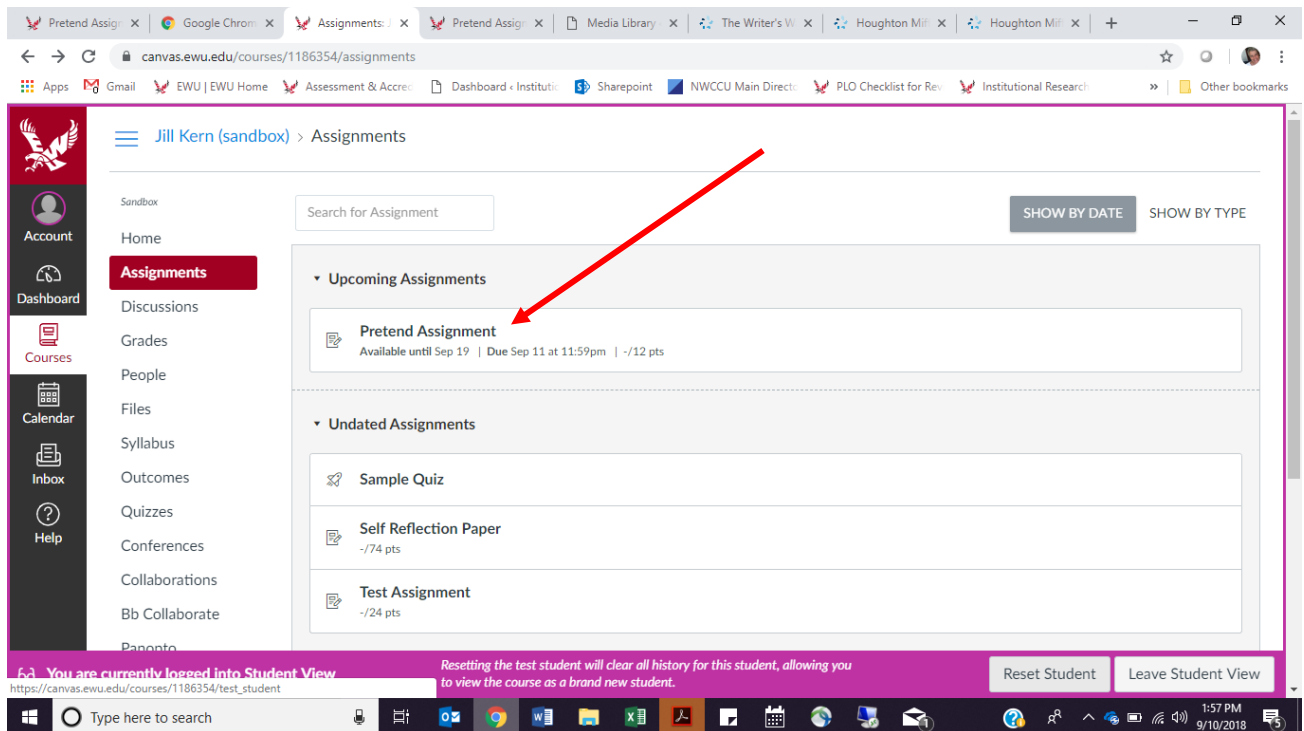 Pretend Assign
Google Chrom
Assignments: J
Pretend Assign
Media Library
The Writer's W
Houghton Mif
Houghton Mif
canvas.ewu.edu/courses/1186354/assignments
Apps Gmail EWU | EWU Home Assessment & Accred Dashboard ‹ Institutio Sharepoint NWCCU Main Directo PLO Checklist for Rev Institutional Research » Other bookmarks
Jill Kern (sandbox) > Assignments
Account
Dashboard
Courses
Calendar
Inbox
Help
Sandbox
Home
Assignments
Discussions
Grades
People
Files
Syllabus
Outcomes
Quizzes
Conferences
Collaborations
Bb Collaborate
Panopto
Search for Assignment
SHOW BY DATE
SHOW BY TYPE
Upcoming Assignments
Pretend Assignment
Available until Sep 19 | Due Sep 11 at 11:59pm | -/12 pts
Undated Assignments
Sample Quiz
Self Reflection Paper
-/74 pts
Test Assignment
-/24 pts
You are currently logged into Student View
https://canvas.ewu.edu/courses/1186354/test_student
Resetting the test student will clear all history for this student, allowing you
to view the course as a brand new student.
Reset Student
Leave Student View
Type here to search
1:57 PM
9/10/2018